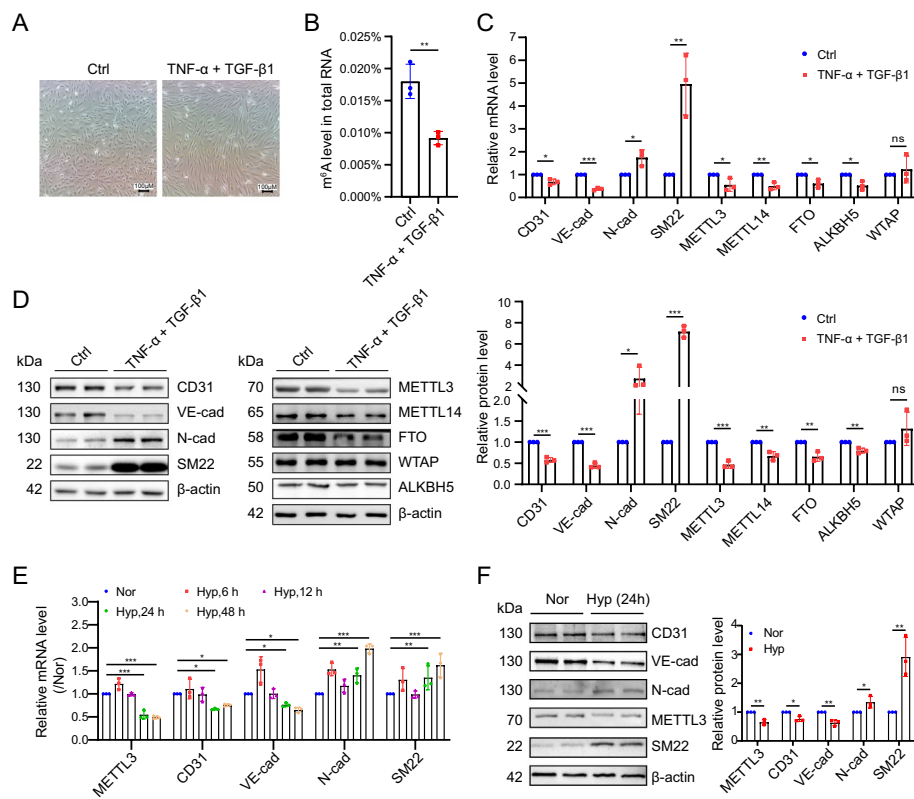 A
Ctrl
TNF-α + TGF-β1
100μM
100μM
B
m⁶A level in total RNA
0.025%
0.020%
0.015%
0.010%
0.005%
0.000%
**
Ctrl
TNF-α + TGF-β1
C
Relative mRNA level
7
6
5
4
3
2
1
0
Ctrl
TNF-α + TGF-β1
* *** * ** * ** * * ns
CD31
VE-cad
N-cad
SM22
METTL3
METTL14
FTO
ALKBH5
WTAP
D
kDa
Ctrl
TNF-α + TGF-β1
130 CD31
130 VE-cad
130 N-cad
22 SM22
42 β-actin
kDa
Ctrl
TNF-α + TGF-β1
70 METTL3
65 METTL14
58 FTO
55 WTAP
50 ALKBH5
42 β-actin
Relative protein level
10
8
6
4
2
1.5
1.0
0.5
0.0
Ctrl
TNF-α + TGF-β1
*** *** * *** *** ** ** ** ns
CD31
VE-cad
N-cad
SM22
METTL3
METTL14
FTO
ALKBH5
WTAP
E
Relative mRNA level
(/Nor)
2.5
2.0
1.5
1.0
0.5
0.0
Nor
Hyp,6 h
Hyp,12 h
Hyp,24 h
Hyp,48 h
*** ***
* *
* *
*** **
*** **
METTL3
CD31
VE-cad
N-cad
SM22
F
kDa
Nor
Hyp (24h)
130 CD31
130 VE-cad
130 N-cad
70 METTL3
22 SM22
42 β-actin
Relative protein level
4
3
2
1
0
Nor
Hyp
** * ** * **
METTL3
CD31
VE-cad
N-cad
SM22